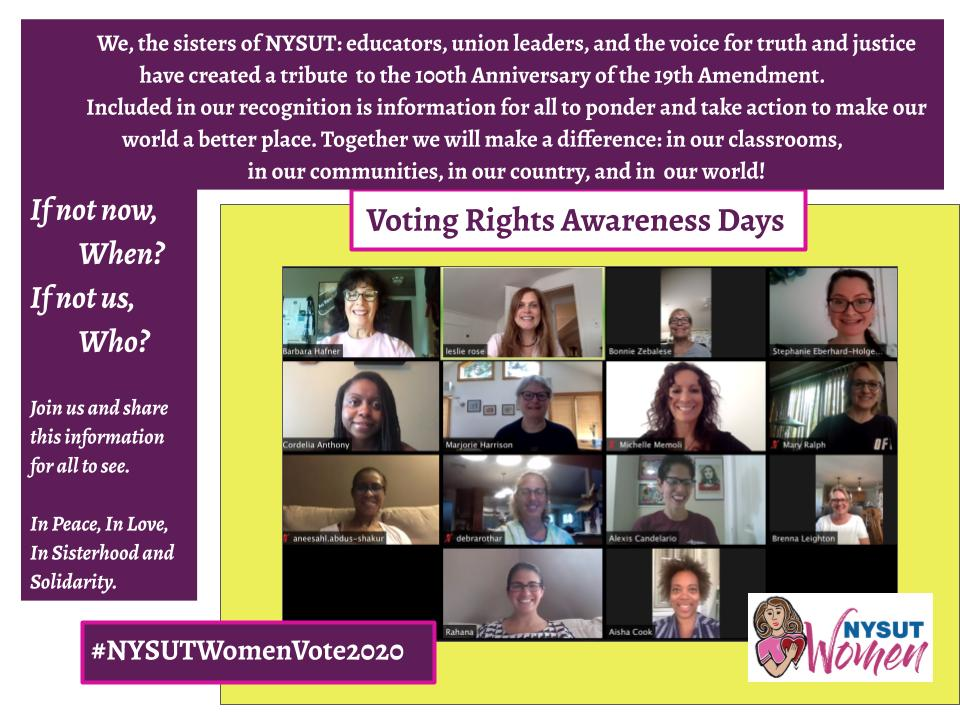 We, the sisters of NYSUT: educators, union leaders, and the voice for truth and justice
have created a tribute to the 100th Anniversary of the 19th Amendment.
Included in our recognition is information for all to ponder and take action to make our
world a better place. Together we will make a difference: in our classrooms,
in our communities, in our country, and in our world!
If not now,
When?
If not us,
Who?
Join us and share
this information
for all to see.
In Peace, In Love,
In Sisterhood and
Solidarity.
Voting Rights Awareness Days
Barbara Hafner
leslie rose
Bonnie Zebalese
Stephanie Eberhard-Holge...
Cordelia Anthony
Marjorie Harrison
Michelle Memoli
Mary Ralph
aneesahl.abdus-shakur
debrarothar
Alexis Candelario
Brenna Leighton
Rahana
Aisha Cook
#NYSUTWomenVote2020
NYSUT
Women